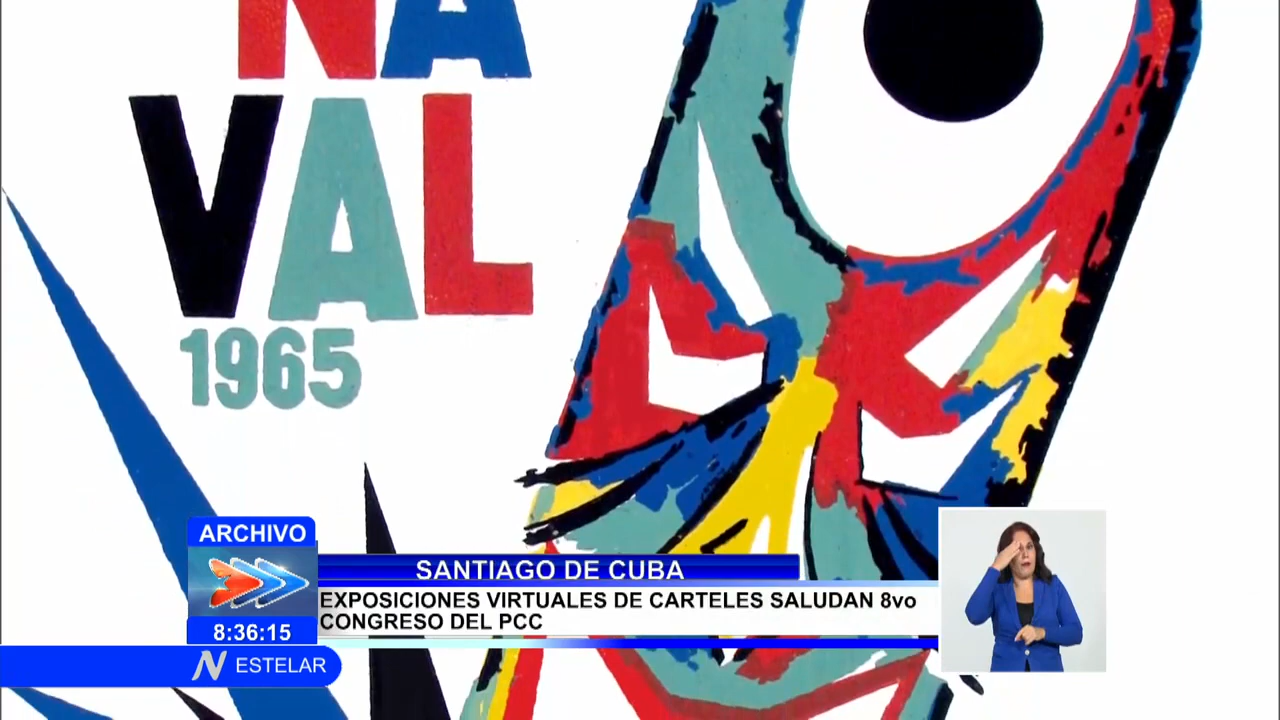 NA
VAL
1965
ARCHIVO
SANTIAGO DE CUBA
EXPOSICIONES VIRTUALES DE CARTELES SALUDAN 8vo
CONGRESO DEL PCC
8:36:15
N ESTELAR